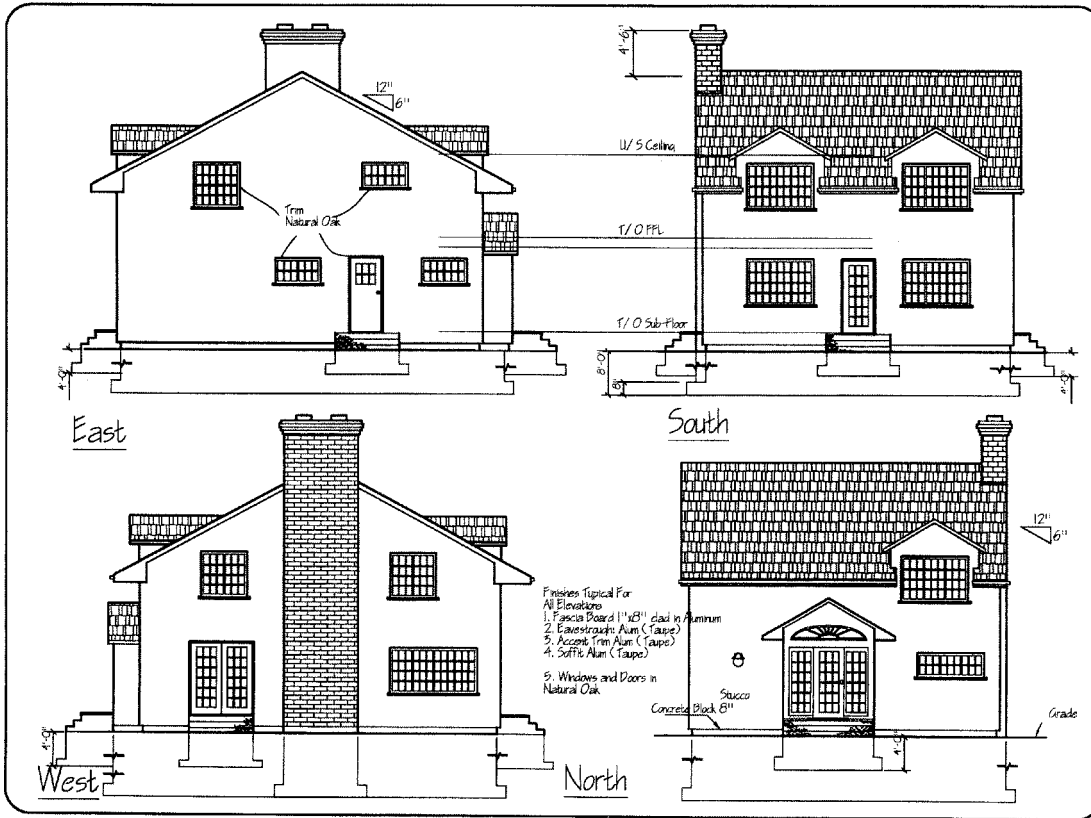 12"
6"
4'-6"
U/S Ceiling
Trim
Natural Oak
T/O FFL
T/O Sub-Floor
4'-0"
8'-0"
8"
4'-0"
East
South
12"
6"
Finishes Typical For
All Elevations
1. Fascia Board 1"x8" clad in Aluminum
2. Eavestrough: Alum (Taupe)
3. Accent Trim Alum (Taupe)
4. Soffit Alum (Taupe)
5. Windows and Doors in
Natural Oak
Stucco
Concrete Block 8"
Grade
4'-0"
4'-0"
West
North